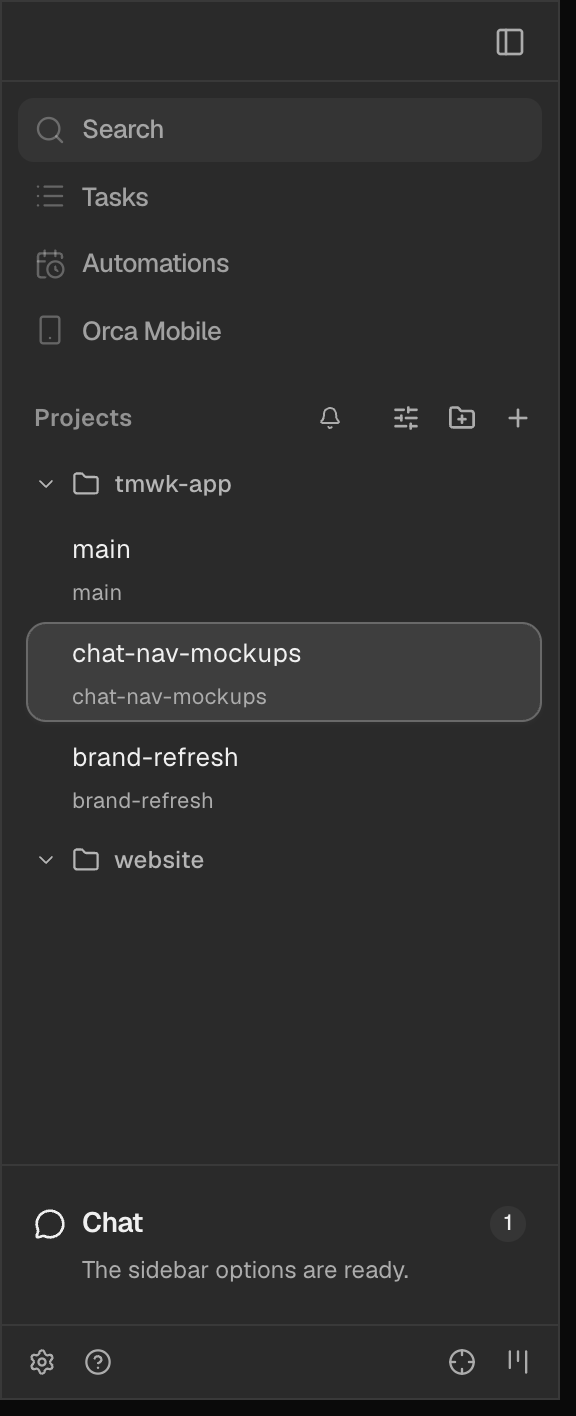 Search
Tasks
Automations
Orca Mobile
Projects
tmwk-app
main
main
chat-nav-mockups
chat-nav-mockups
brand-refresh
brand-refresh
website
Chat 1
The sidebar options are ready.